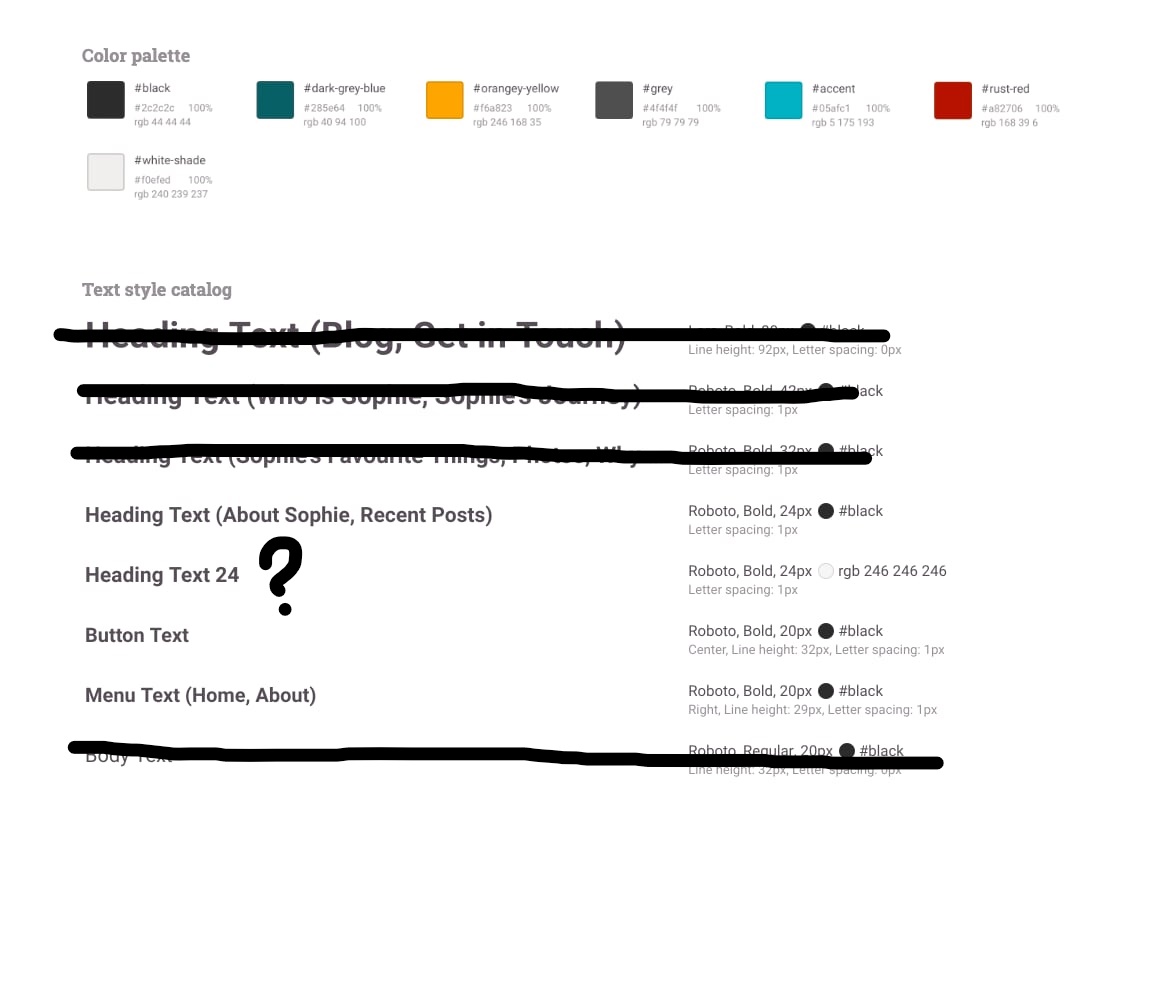 Color palette
#black
#2c2c2c 100%
rgb 44 44 44
#dark-grey-blue
#285e64 100%
rgb 40 94 100
#orangey-yellow
#f6a823 100%
rgb 246 168 35
#grey
#4f4f4f 100%
rgb 79 79 79
#accent
#05afc1 100%
rgb 5 175 193
#rust-red
#a82706 100%
rgb 168 39 6
#white-shade
#f0efed 100%
rgb 240 239 237
Text style catalog
Heading Text (Blog, Get in Touch)
Bold, #black
Line height: 92px, Letter spacing: 0px
Heading Text (Who is Sophie, Sophie's Journey)
Roboto, Bold, 42px #black
Letter spacing: 1px
Heading Text (Sophie's Favourite Things, Photos, Why
Roboto, Bold, 32px #black
Letter spacing: 1px
Heading Text (About Sophie, Recent Posts)
Roboto, Bold, 24px #black
Letter spacing: 1px
Heading Text 24
?
Roboto, Bold, 24px rgb 246 246 246
Letter spacing: 1px
Button Text
Roboto, Bold, 20px #black
Center, Line height: 32px, Letter spacing: 1px
Menu Text (Home, About)
Roboto, Bold, 20px #black
Right, Line height: 29px, Letter spacing: 1px
Body Text
Roboto, Regular, 20px #black
Line height: 32px, Letter spacing: 0px